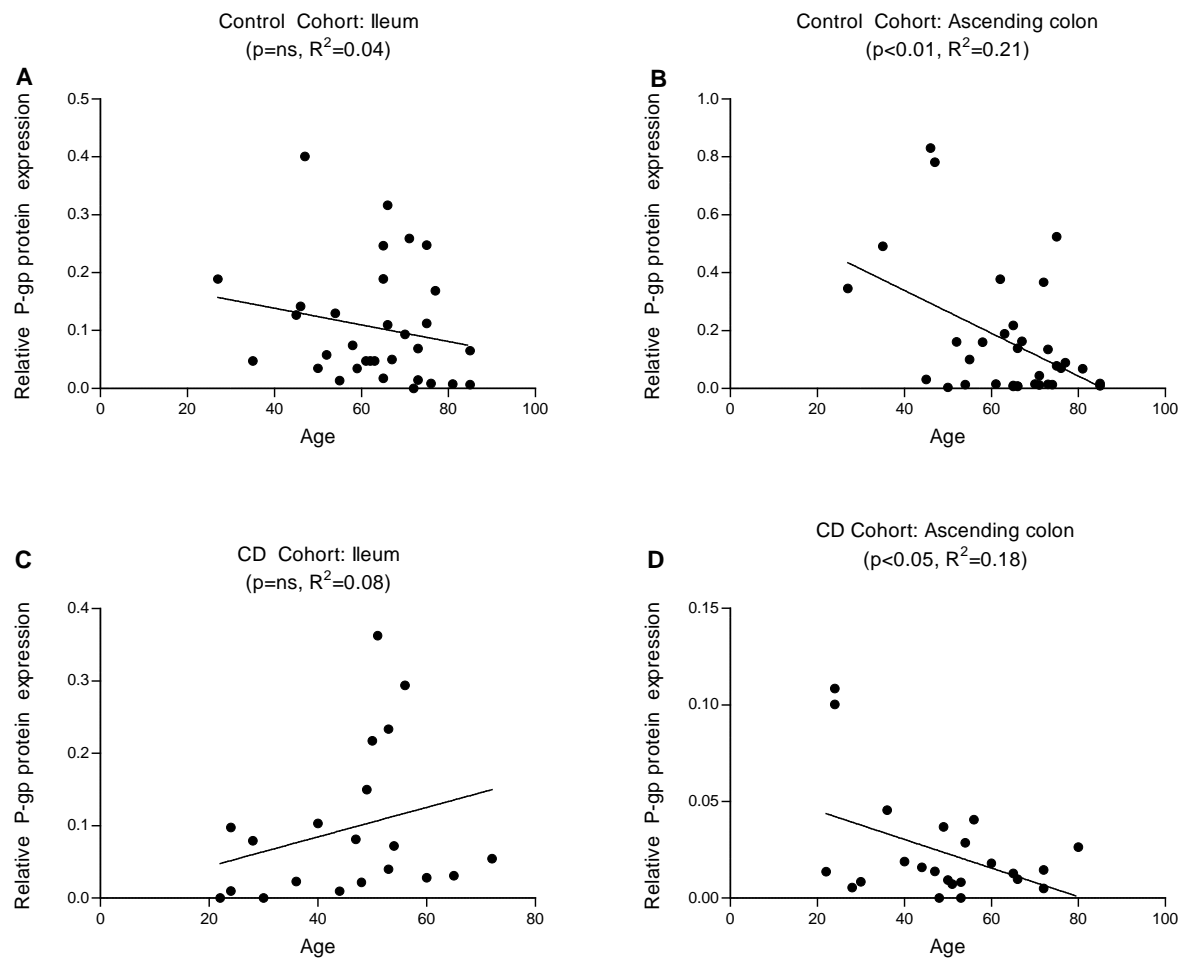 Control Cohort: Ileum
(p=ns, R²=0.04)
A
Relative P-gp protein expression
0.5
0.4
0.3
0.2
0.1
0.0
0 20 40 60 80 100
Age
Control Cohort: Ascending colon
(p<0.01, R²=0.21)
B
Relative P-gp protein expression
1.0
0.8
0.6
0.4
0.2
0.0
0 20 40 60 80 100
Age
CD Cohort: Ileum
(p=ns, R²=0.08)
C
Relative P-gp protein expression
0.4
0.3
0.2
0.1
0.0
0 20 40 60 80
Age
CD Cohort: Ascending colon
(p<0.05, R²=0.18)
D
Relative P-gp protein expression
0.15
0.10
0.05
0.00
0 20 40 60 80 100
Age